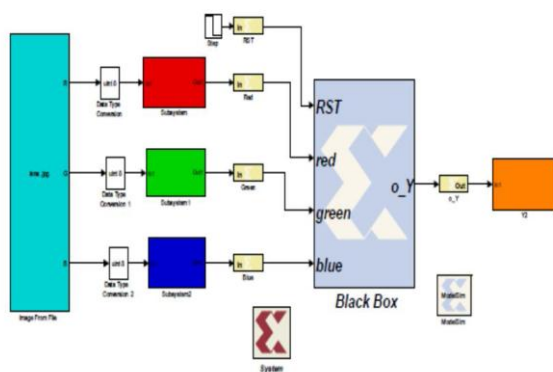 Step
In
RST
R
uint 8
Data Type
Conversion
Subsystem
In
Red
lena .jpg
G
uint 8
Data Type
Conversion 1
Subsystem1
In
Green
B
uint 8
Data Type
Conversion 2
Subsystem2
In
Blue
Image From File
RST
red
green
blue
o_Y
Black Box
Out
o_Y
Y2
ModelSim
ModelSim
System